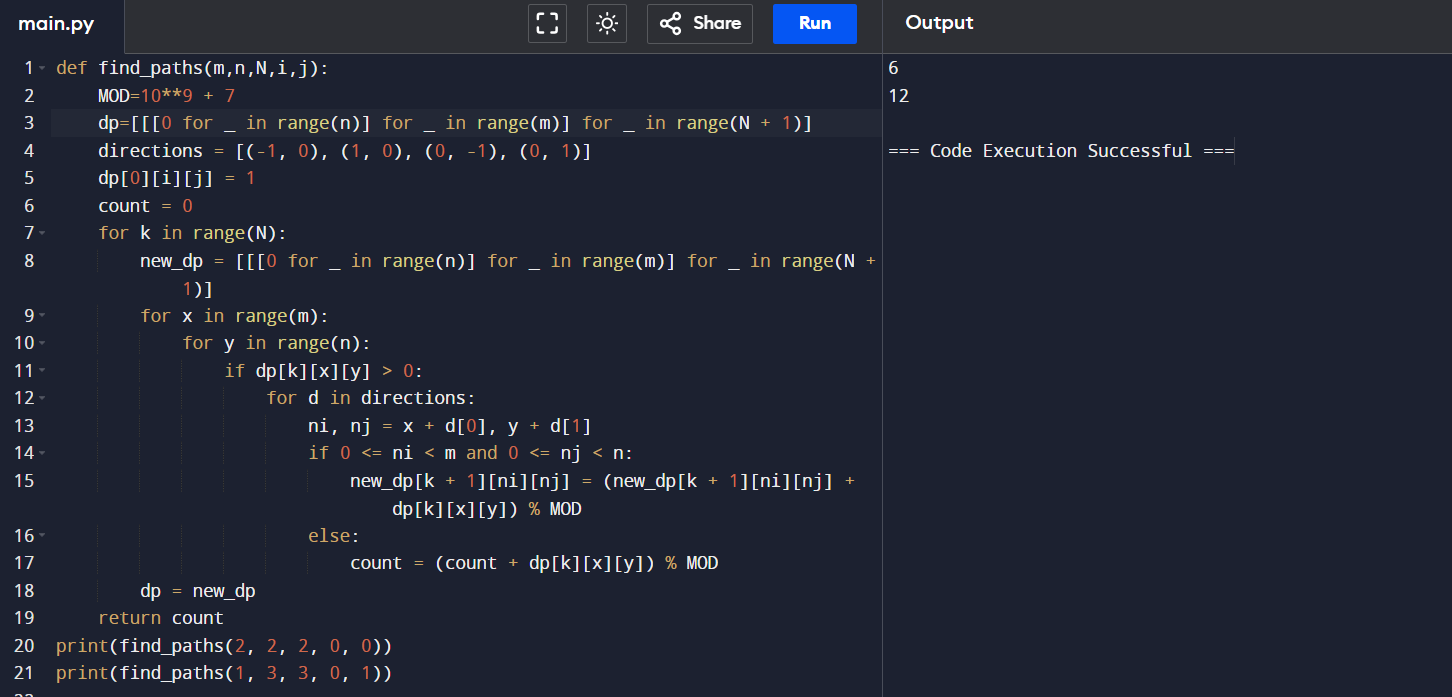 main.py
Share
Run
Output
1 def find_paths(m,n,N,i,j):
2     MOD=10**9 + 7
3     dp=[[[0 for _ in range(n)] for _ in range(m)] for _ in range(N + 1)]
4     directions = [(-1, 0), (1, 0), (0, -1), (0, 1)]
5     dp[0][i][j] = 1
6     count = 0
7     for k in range(N):
8         new_dp = [[[0 for _ in range(n)] for _ in range(m)] for _ in range(N +
            1)]
9         for x in range(m):
10             for y in range(n):
11                 if dp[k][x][y] > 0:
12                     for d in directions:
13                         ni, nj = x + d[0], y + d[1]
14                         if 0 <= ni < m and 0 <= nj < n:
15                             new_dp[k + 1][ni][nj] = (new_dp[k + 1][ni][nj] +
                                dp[k][x][y]) % MOD
16                         else:
17                             count = (count + dp[k][x][y]) % MOD
18         dp = new_dp
19     return count
20 print(find_paths(2, 2, 2, 0, 0))
21 print(find_paths(1, 3, 3, 0, 1))
6
12
=== Code Execution Successful ===